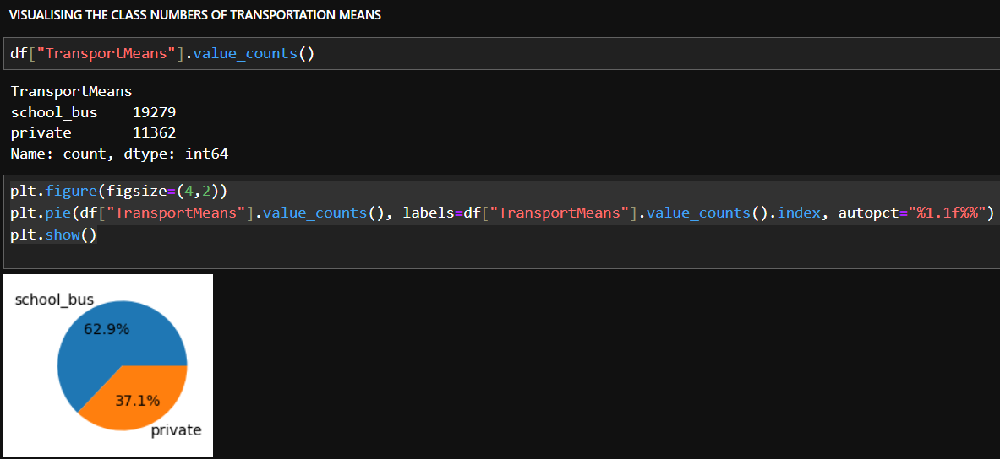 VISUALISING THE CLASS NUMBERS OF TRANSPORTATION MEANS
df["TransportMeans"].value_counts()
TransportMeans
school_bus    19279
private       11362
Name: count, dtype: int64
plt.figure(figsize=(4,2))
plt.pie(df["TransportMeans"].value_counts(), labels=df["TransportMeans"].value_counts().index, autopct="%1.1f%%")
plt.show()
school_bus
62.9%
37.1%
private